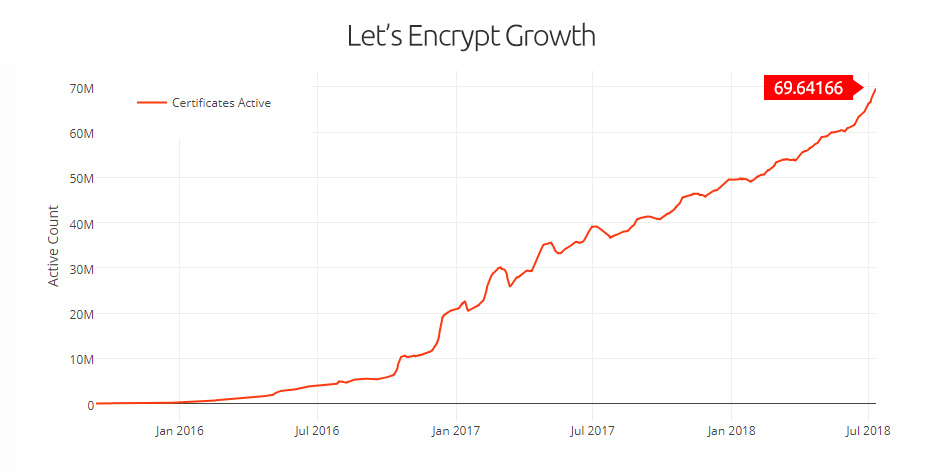 Let's Encrypt Growth
70M
Certificates Active
69.64166
60M
50M
40M
30M
20M
10M
0
Active Count
Jan 2016 Jul 2016 Jan 2017 Jul 2017 Jan 2018 Jul 2018